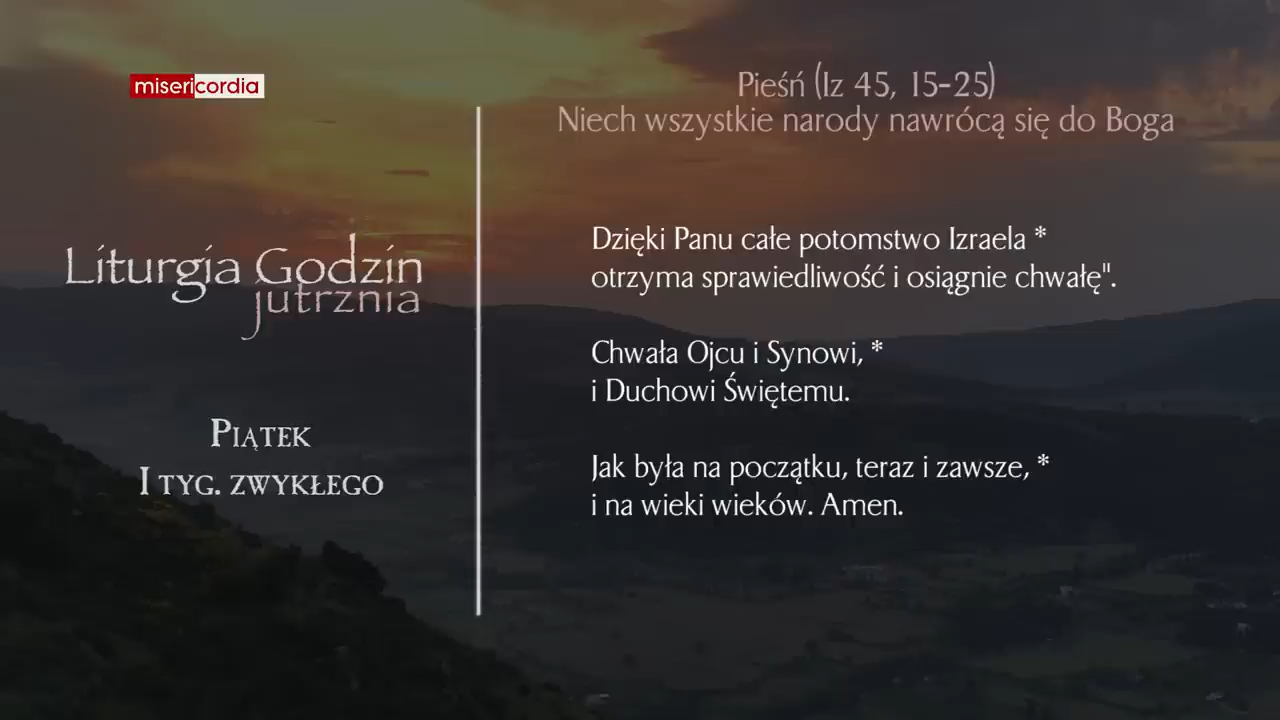 misericordia
Liturgia Godzin
jutrznia
Piątek
I tyg. zwykłego
Pieśń (Iz 45, 15-25)
Niech wszystkie narody nawrócą się do Boga
Dzięki Panu całe potomstwo Izraela *
otrzyma sprawiedliwość i osiągnie chwałę".
Chwała Ojcu i Synowi, *
i Duchowi Świętemu.
Jak była na początku, teraz i zawsze, *
i na wieki wieków. Amen.